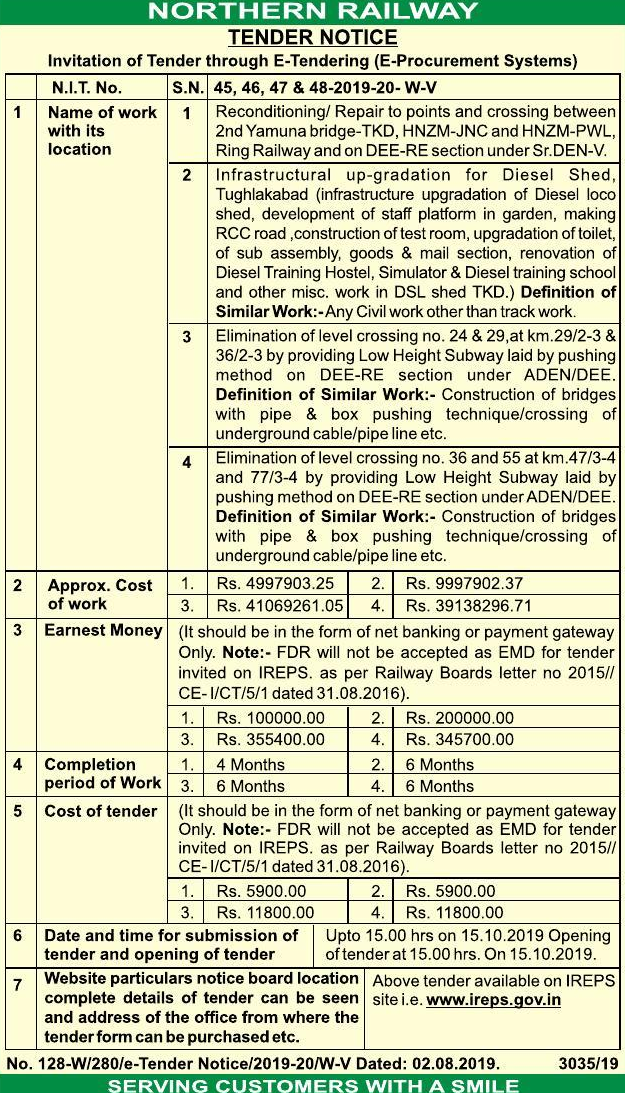 NORTHERN RAILWAY
TENDER NOTICE
Invitation of Tender through E-Tendering (E-Procurement Systems)
N.I.T. No. S.N. 45, 46, 47 & 48-2019-20- W-V
1 Name of work with its location
1 Reconditioning/ Repair to points and crossing between
2nd Yamuna bridge-TKD, HNZM-JNC and HNZM-PWL,
Ring Railway and on DEE-RE section under Sr.DEN-V.
2 Infrastructural up-gradation for Diesel Shed,
Tughlakabad (infrastructure upgradation of Diesel loco
shed, development of staff platform in garden, making
RCC road ,construction of test room, upgradation of toilet,
of sub assembly, goods & mail section, renovation of
Diesel Training Hostel, Simulator & Diesel training school
and other misc. work in DSL shed TKD.) Definition of
Similar Work:-Any Civil work other than track work.
3 Elimination of level crossing no. 24 & 29,at km.29/2-3 &
36/2-3 by providing Low Height Subway laid by pushing
method on DEE-RE section under ADEN/DEE.
Definition of Similar Work:- Construction of bridges
with pipe & box pushing technique/crossing of
underground cable/pipe line etc.
4 Elimination of level crossing no. 36 and 55 at km.47/3-4
and 77/3-4 by providing Low Height Subway laid by
pushing method on DEE-RE section under ADEN/DEE.
Definition of Similar Work:- Construction of bridges
with pipe & box pushing technique/crossing of
underground cable/pipe line etc.
2 Approx. Cost of work
1. Rs. 4997903.25 2. Rs. 9997902.37
3. Rs. 41069261.05 4. Rs. 39138296.71
3 Earnest Money
(It should be in the form of net banking or payment gateway
Only. Note:- FDR will not be accepted as EMD for tender
invited on IREPS. as per Railway Boards letter no 2015//
CE- I/CT/5/1 dated 31.08.2016).
1. Rs. 100000.00 2. Rs. 200000.00
3. Rs. 355400.00 4. Rs. 345700.00
4 Completion period of Work
1. 4 Months 2. 6 Months
3. 6 Months 4. 6 Months
5 Cost of tender
(It should be in the form of net banking or payment gateway
Only. Note:- FDR will not be accepted as EMD for tender
invited on IREPS. as per Railway Boards letter no 2015//
CE- I/CT/5/1 dated 31.08.2016).
1. Rs. 5900.00 2. Rs. 5900.00
3. Rs. 11800.00 4. Rs. 11800.00
6 Date and time for submission of
tender and opening of tender
Upto 15.00 hrs on 15.10.2019 Opening
of tender at 15.00 hrs. On 15.10.2019.
7 Website particulars notice board location
complete details of tender can be seen
and address of the office from where the
tender form can be purchased etc.
Above tender available on IREPS
site i.e. www.ireps.gov.in
No. 128-W/280/e-Tender Notice/2019-20/W-V Dated: 02.08.2019. 3035/19
SERVING CUSTOMERS WITH A SMILE